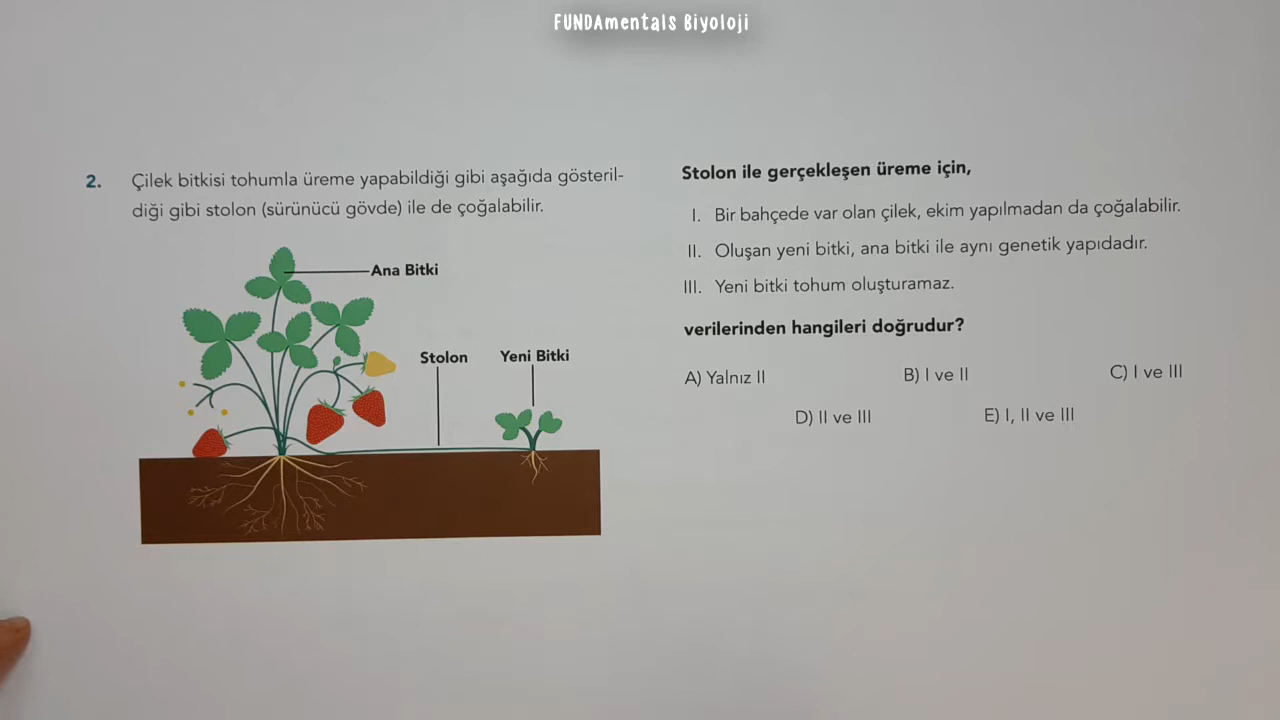 FUNDAmentals Biyoloji
2. Çilek bitkisi tohumla üreme yapabildiği gibi aşağıda gösteril-
diği gibi stolon (sürünücü gövde) ile de çoğalabilir.
Ana Bitki
Stolon
Yeni Bitki
Stolon ile gerçekleşen üreme için,
I. Bir bahçede var olan çilek, ekim yapılmadan da çoğalabilir.
II. Oluşan yeni bitki, ana bitki ile aynı genetik yapıdadır.
III. Yeni bitki tohum oluşturamaz.
verilerinden hangileri doğrudur?
A) Yalnız II B) I ve II C) I ve III
D) II ve III E) I, II ve III